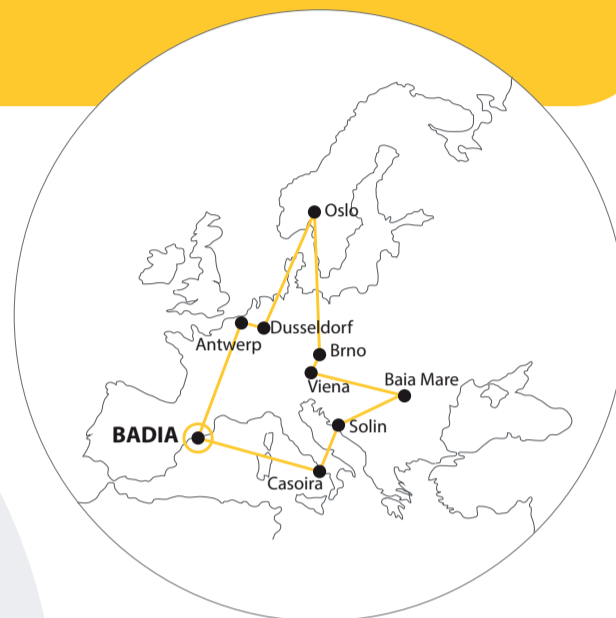 Oslo
Dusseldorf
Antwerp
Brno
Viena
Baia Mare
Solin
BADIA
Casoira